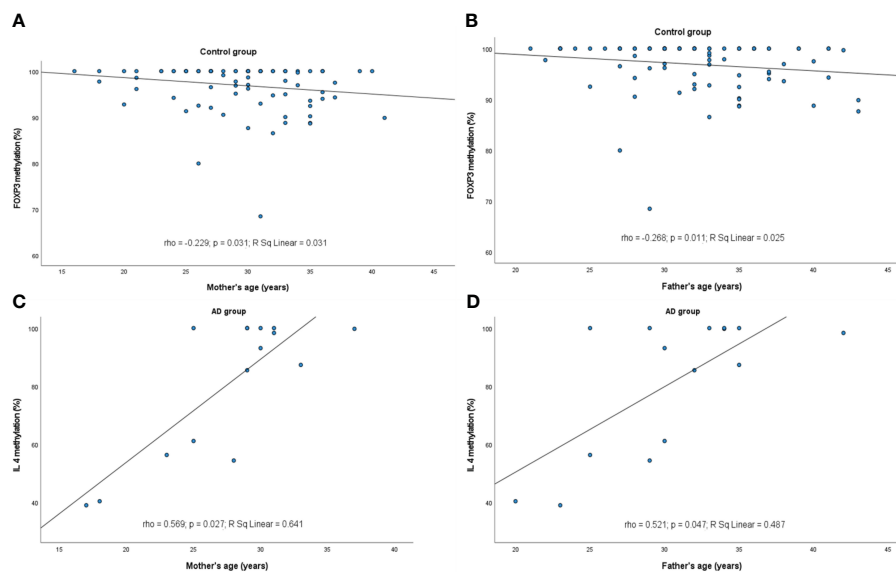 A
Control group
FOXP3 methylation (%)
100
90
80
70
60
rho = -0.229; p = 0.031; R Sq Linear = 0.031
15 20 25 30 35 40 45
Mother's age (years)
B
Control group
FOXP3 methylation (%)
100
90
80
70
60
rho = -0.268; p = 0.011; R Sq Linear = 0.025
20 25 30 35 40 45
Father's age (years)
C
AD group
IL 4 methylation (%)
100
80
60
40
rho = 0.569; p = 0.027; R Sq Linear = 0.641
15 20 25 30 35 40
Mother's age (years)
D
AD group
IL 4 methylation (%)
100
80
60
40
rho = 0.521; p = 0.047; R Sq Linear = 0.487
20 25 30 35 40 45
Father's age (years)